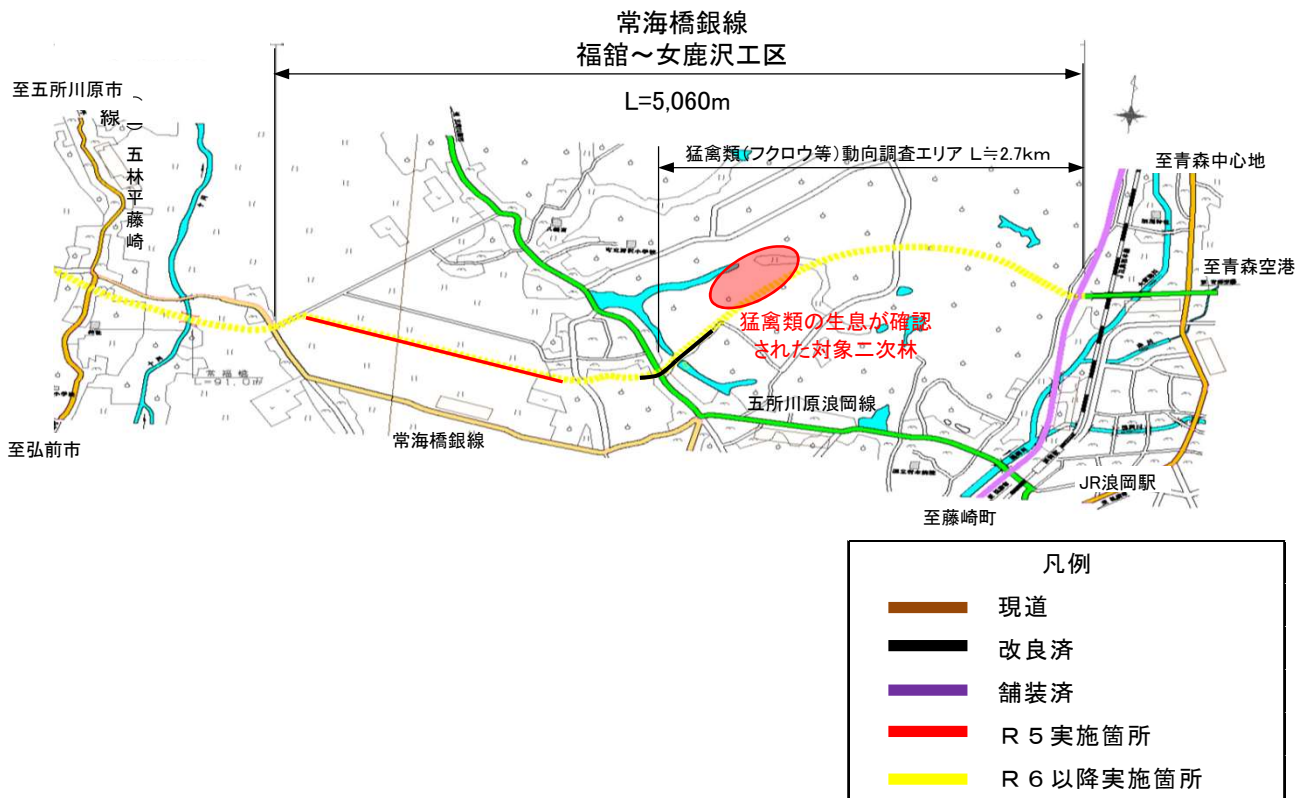 常海橋銀線
福舘～女鹿沢工区
L=5,060m
至五所川原市
猛禽類(フクロウ等)動向調査エリア L≒2.7km
至青森中心地
五林平藤崎線
至青森空港
猛禽類の生息が確認
された対象二次林
常福橋
L=91.0m
五所川原浪岡線
常海橋銀線
至弘前市
JR浪岡駅
至藤崎町
凡例
現道
改良済
舗装済
R5実施箇所
R6以降実施箇所